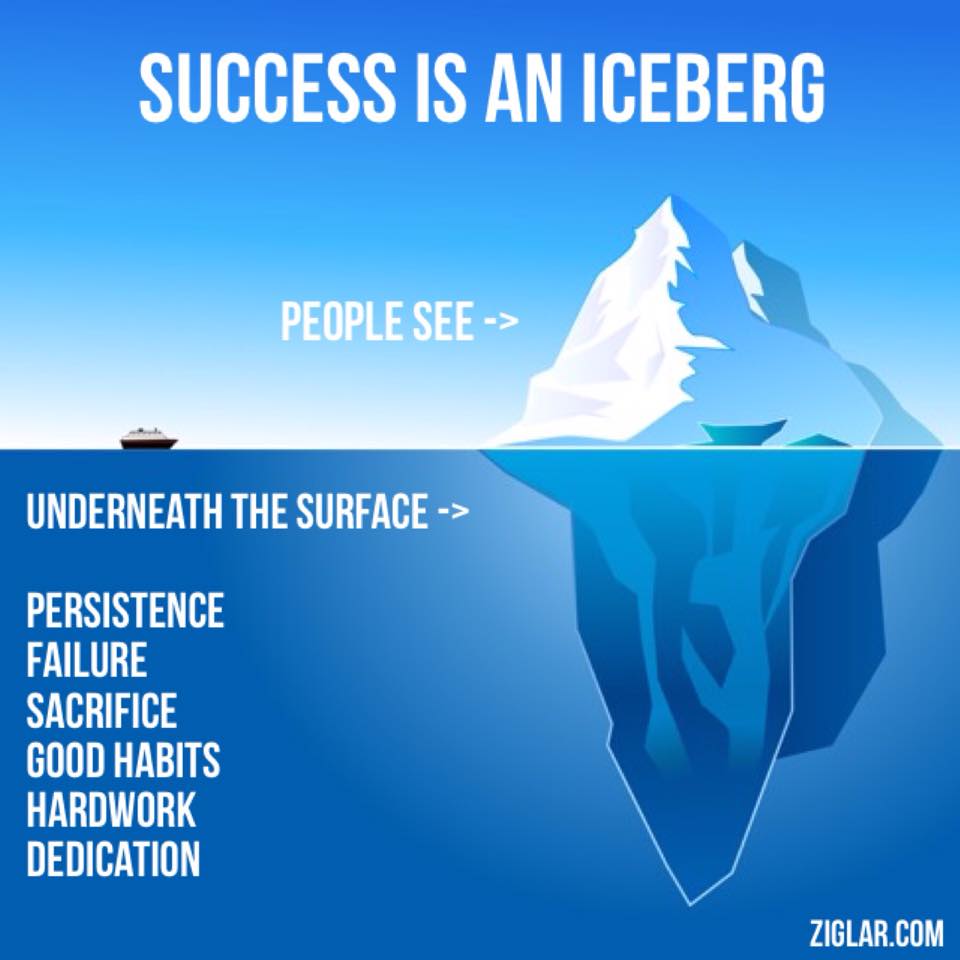 SUCCESS IS AN ICEBERG
PEOPLE SEE ->
UNDERNEATH THE SURFACE ->
PERSISTENCE
FAILURE
SACRIFICE
GOOD HABITS
HARDWORK
DEDICATION
ZIGLAR.COM